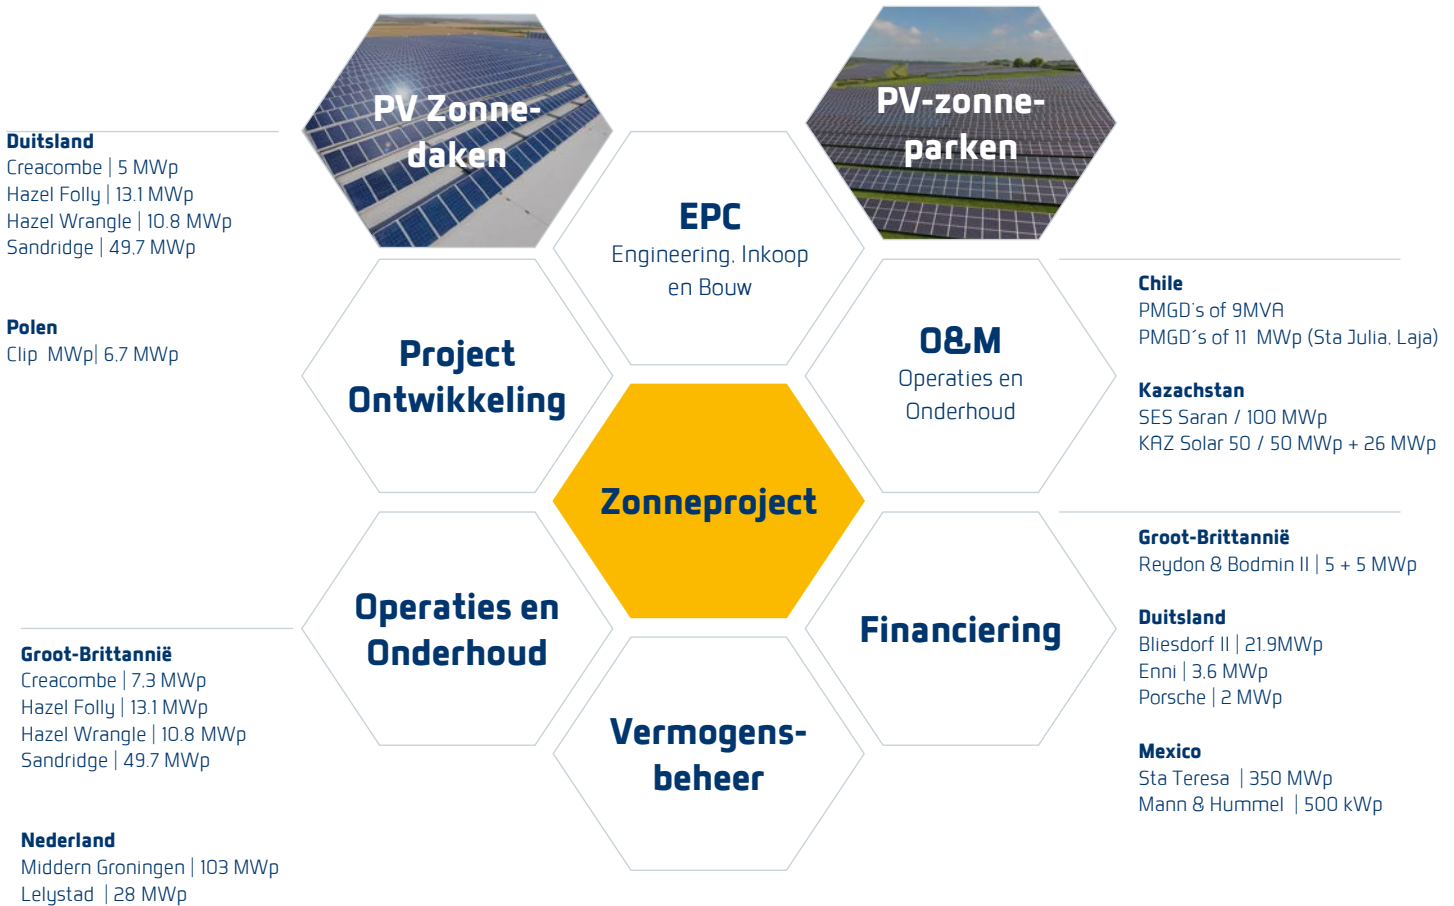 PV Zonne-
daken
PV-zonne-
parken
Duitsland
Creacombe | 5 MWp
Hazel Folly | 13.1 MWp
Hazel Wrangle | 10.8 MWp
Sandridge | 49.7 MWp
Polen
Clip MWp| 6.7 MWp
EPC
Engineering, Inkoop
en Bouw
Project
Ontwikkeling
O&M
Operaties en
Onderhoud
Chile
PMGD's of 9MVA
PMGD´s of 11 MWp (Sta Julia, Laja)
Kazachstan
SES Saran / 100 MWp
KAZ Solar 50 / 50 MWp + 26 MWp
Zonneproject
Operaties en
Onderhoud
Financiering
Vermogens-
beheer
Groot-Brittannië
Creacombe | 7,3 MWp
Hazel Folly | 13.1 MWp
Hazel Wrangle | 10.8 MWp
Sandridge | 49.7 MWp
Nederland
Middern Groningen | 103 MWp
Lelystad | 28 MWp
Groot-Brittannië
Reydon & Bodmin II | 5 + 5 MWp
Duitsland
Bliesdorf II | 21.9MWp
Enni | 3,6 MWp
Porsche | 2 MWp
Mexico
Sta Teresa | 350 MWp
Mann & Hummel | 500 kWp